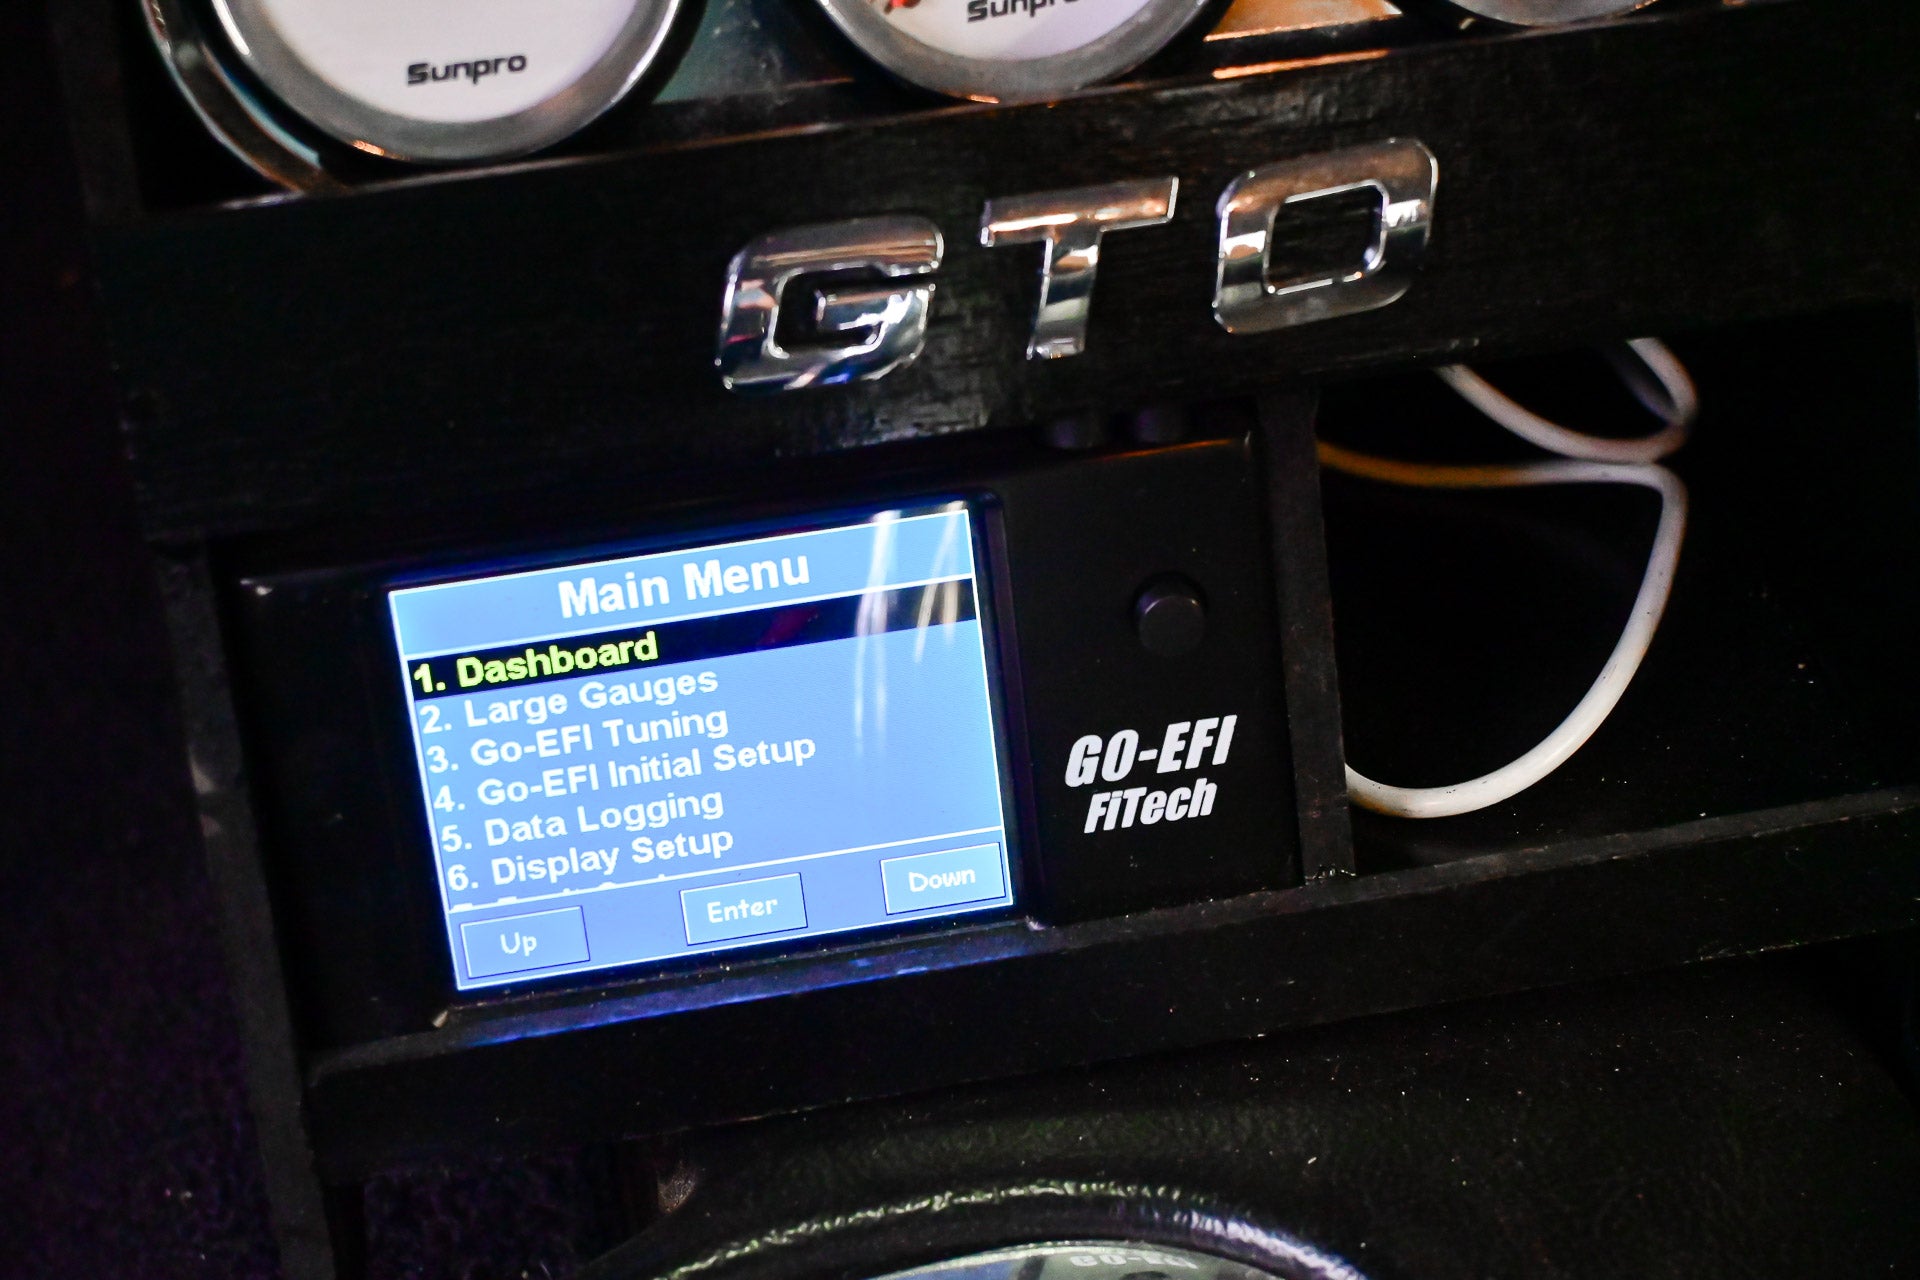 Sunpro
Sunpro
GTO
Main Menu
1. Dashboard
2. Large Gauges
3. Go-EFI Tuning
4. Go-EFI Initial Setup
5. Data Logging
6. Display Setup
Up
Enter
Down
GO-EFI
FiTech